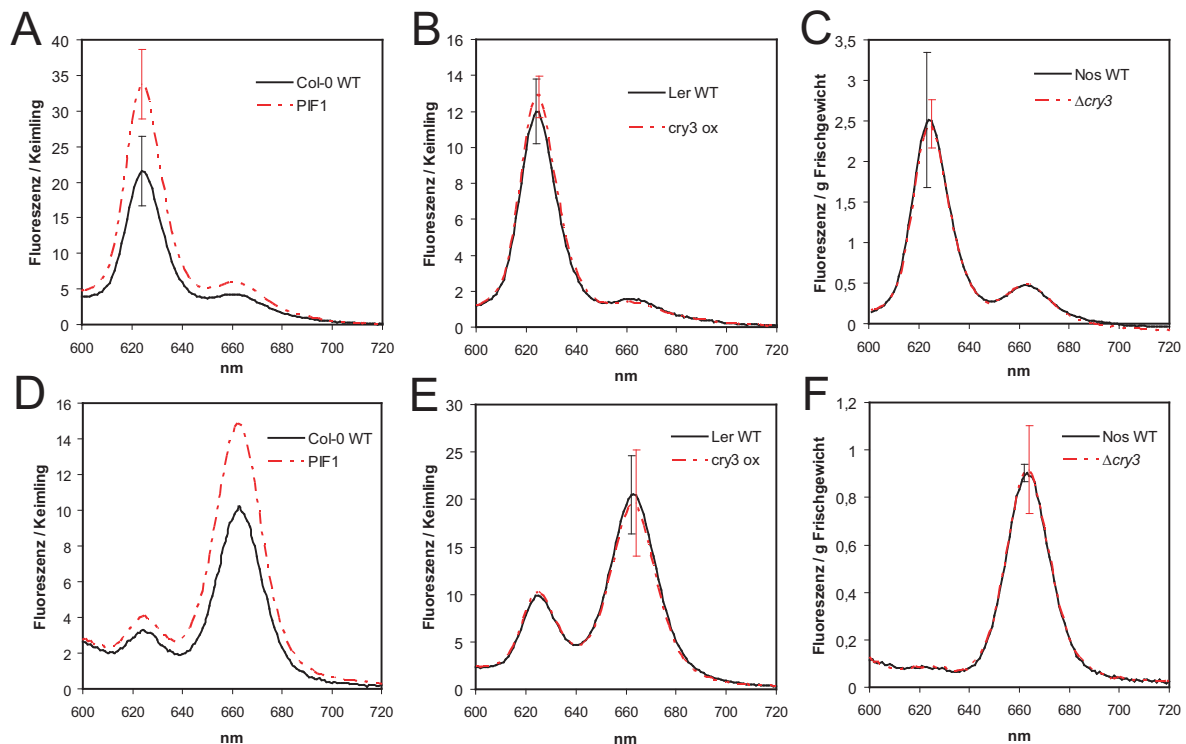 A
Fluoreszenz / Keimling
40
35
30
25
20
15
10
5
0
Col-0 WT
PIF1
600 620 640 660 680 700 720
nm
B
Fluoreszenz / Keimling
16
14
12
10
8
6
4
2
0
Ler WT
cry3 ox
600 620 640 660 680 700 720
nm
C
Fluoreszenz / g Frischgewicht
3,5
3
2,5
2
1,5
1
0,5
0
Nos WT
Δcry3
600 620 640 660 680 700 720
nm
D
Fluoreszenz / Keimling
16
14
12
10
8
6
4
2
0
Col-0 WT
PIF1
600 620 640 660 680 700 720
nm
E
Fluoreszenz / Keimling
30
25
20
15
10
5
0
Ler WT
cry3 ox
600 620 640 660 680 700 720
nm
F
Fluoreszenz / g Frischgewicht
1,2
1
0,8
0,6
0,4
0,2
0
Nos WT
Δcry3
600 620 640 660 680 700 720
nm